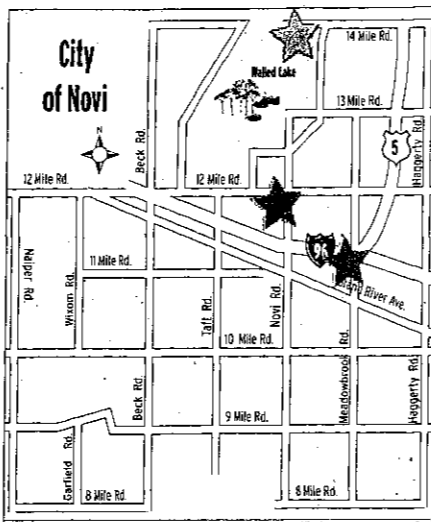 City
of Novi
14 Mile Rd.
Walled Lake
13 Mile Rd.
Haggerty Rd.
5
Beck Rd.
N
12 Mile Rd.
12 Mile Rd.
96
11 Mile Rd.
Grand River Ave.
Naiper Rd
Wixom Rd.
Taft Rd.
Novi Rd.
10 Mile Rd.
Meadowbrook Rd.
Haggerty Rd.
Beck Rd.
9 Mile Rd.
Garfield Rd.
8 Mile Rd.
8 Mile Rd.